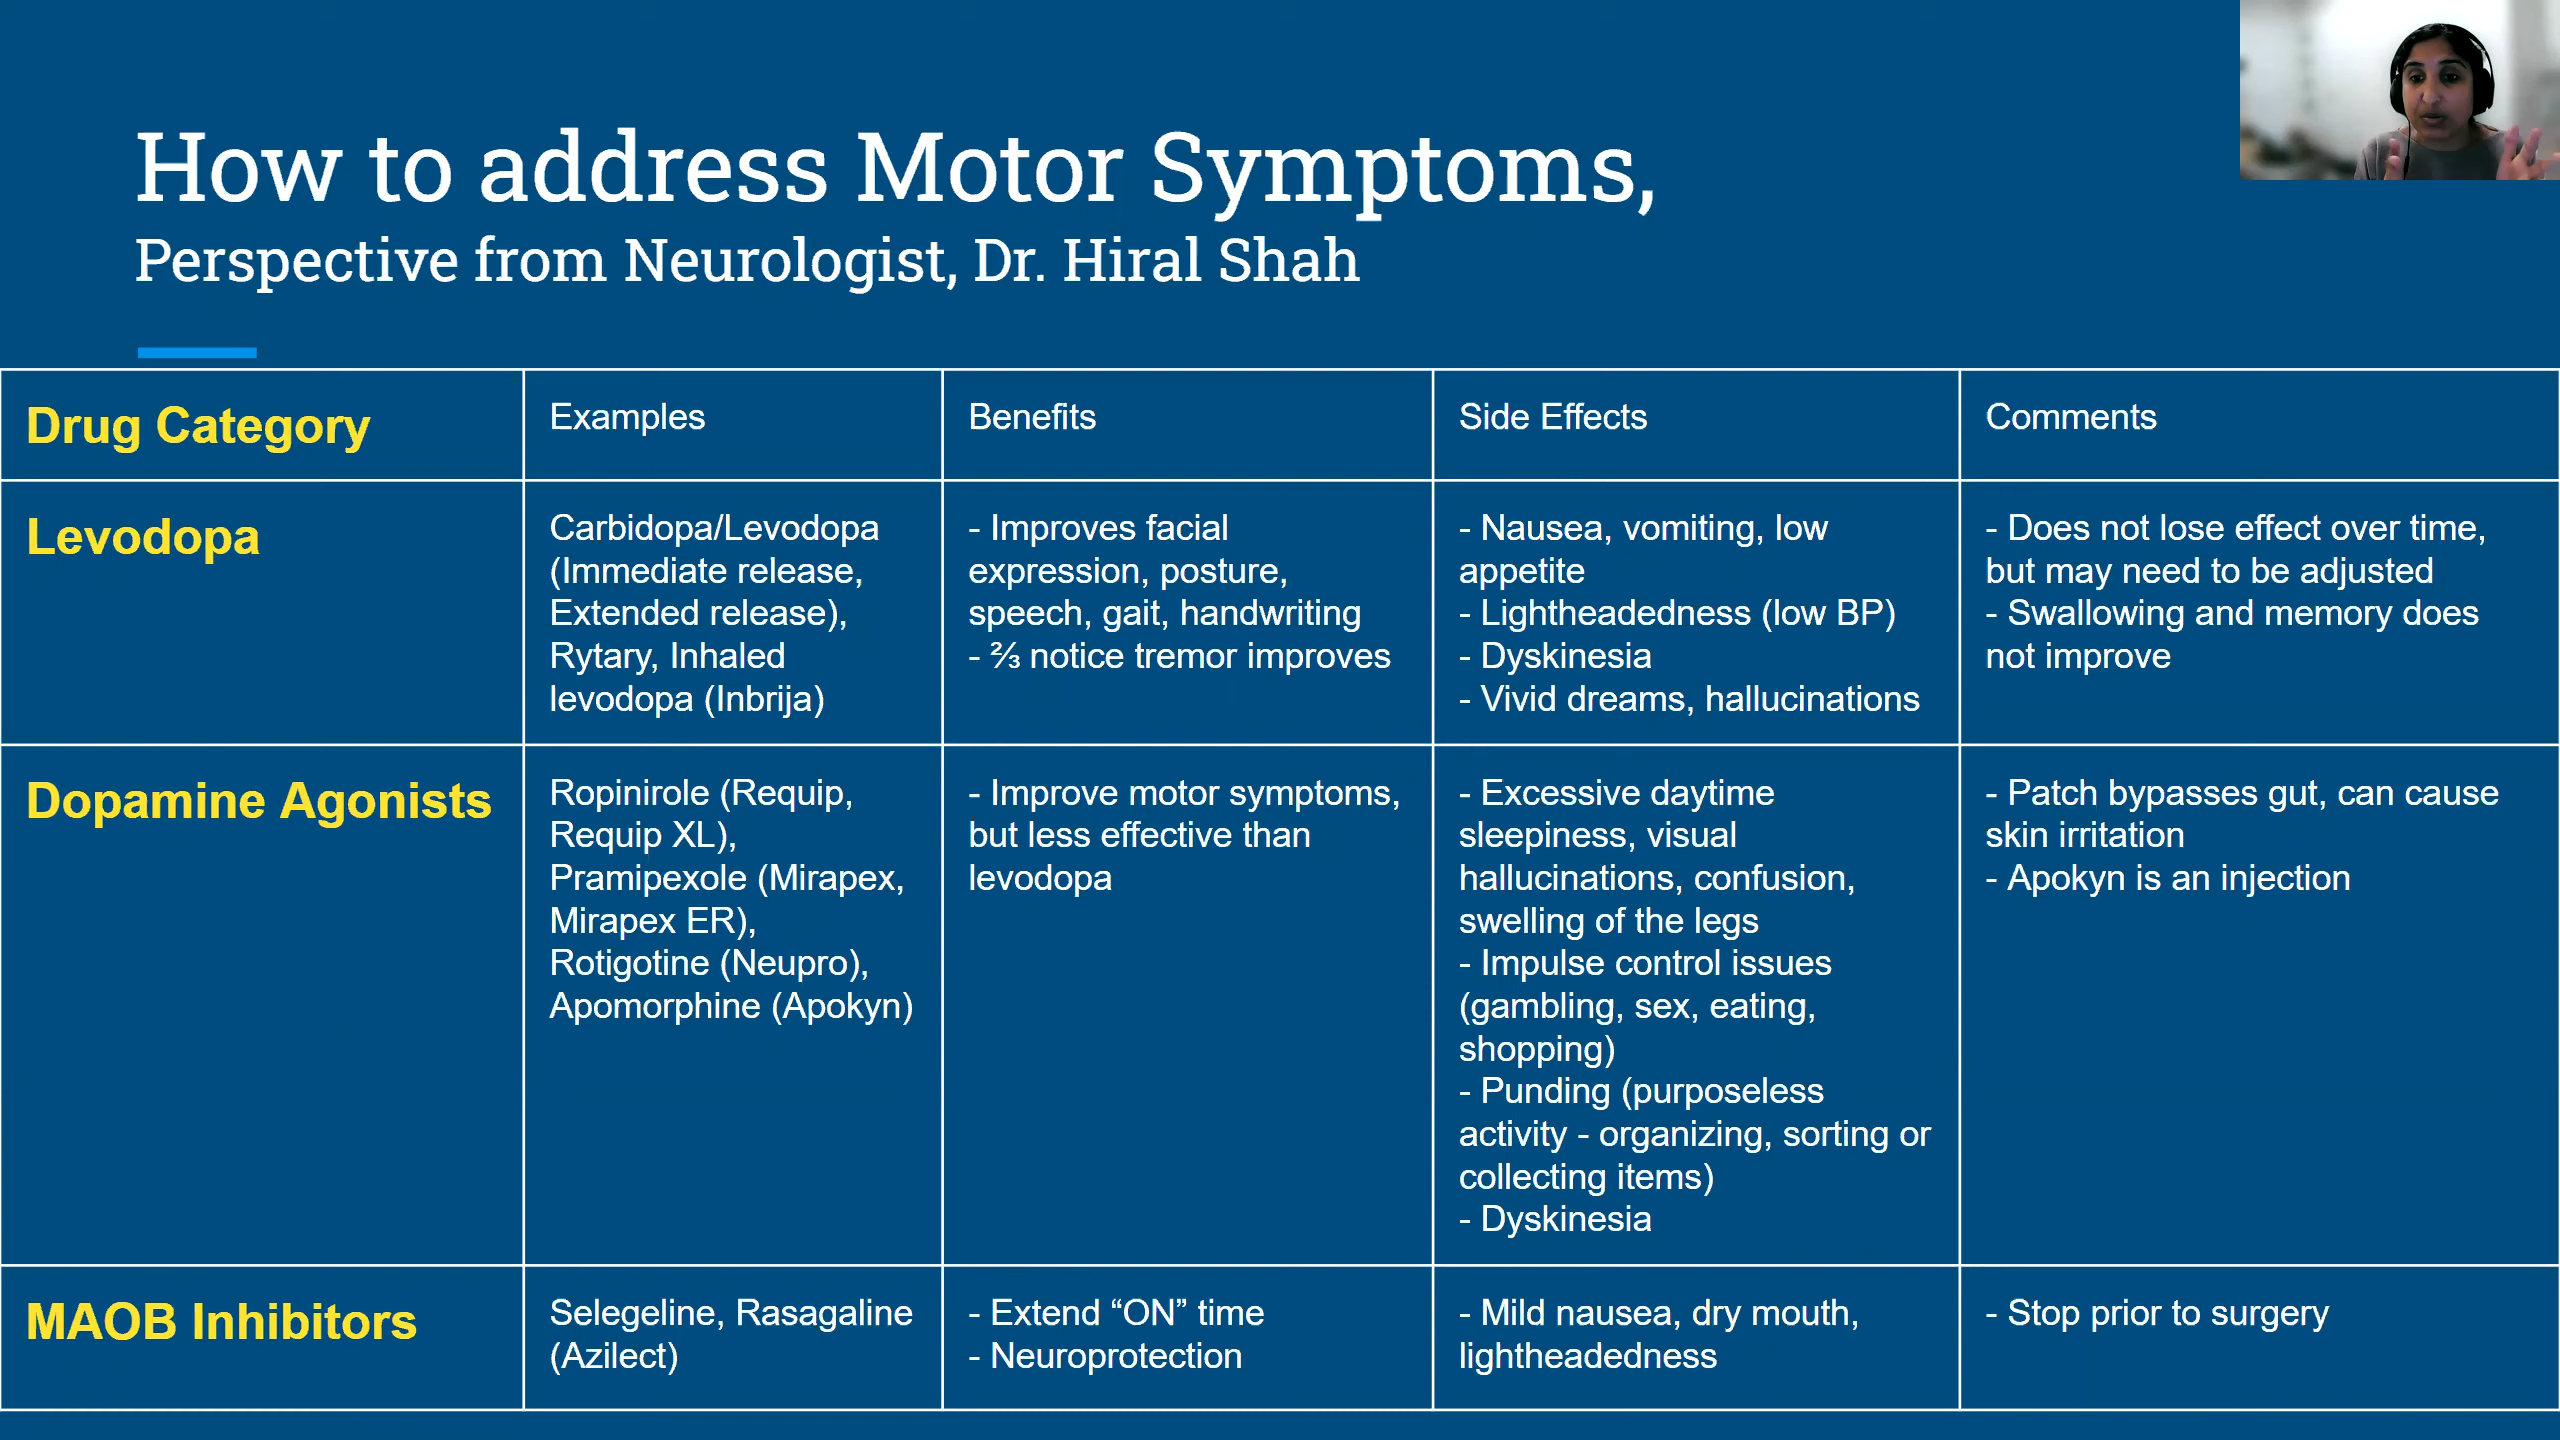 How to address Motor Symptoms,
Perspective from Neurologist, Dr. Hiral Shah
Drug Category
Examples
Benefits
Side Effects
Comments
Levodopa
Carbidopa/Levodopa
(Immediate release,
Extended release),
Rytary, Inhaled
levodopa (Inbrija)
- Improves facial
expression, posture,
speech, gait, handwriting
- ⅔ notice tremor improves
- Nausea, vomiting, low
appetite
- Lightheadedness (low BP)
- Dyskinesia
- Vivid dreams, hallucinations
- Does not lose effect over time,
but may need to be adjusted
- Swallowing and memory does
not improve
Dopamine Agonists
Ropinirole (Requip,
Requip XL),
Pramipexole (Mirapex,
Mirapex ER),
Rotigotine (Neupro),
Apomorphine (Apokyn)
- Improve motor symptoms,
but less effective than
levodopa
- Excessive daytime
sleepiness, visual
hallucinations, confusion,
swelling of the legs
- Impulse control issues
(gambling, sex, eating,
shopping)
- Punding (purposeless
activity - organizing, sorting or
collecting items)
- Dyskinesia
- Patch bypasses gut, can cause
skin irritation
- Apokyn is an injection
MAOB Inhibitors
Selegeline, Rasagaline
(Azilect)
- Extend “ON” time
- Neuroprotection
- Mild nausea, dry mouth,
lightheadedness
- Stop prior to surgery